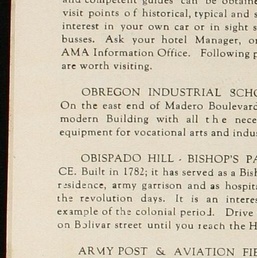 and competent guides can be obtaine
visit points of historical, typical and s
interest in your own car or in sight s
busses. Ask your hotel Manager, or
AMA Information Office. Following p
are worth visiting.
OBREGON INDUSTRIAL SCHO
On the east end of Madero Boulevard
modern Building with all the nece
equipment for vocational arts and indus
OBISPADO HILL - BISHOP'S PA
CE. Built in 1782; it has served as a Bish
residence, army garrison and as hospita
the revolution days. It is an interes
example of the colonial period. Drive
on Bolivar street until you reach the H
ARMY POST & AVIATION FIE